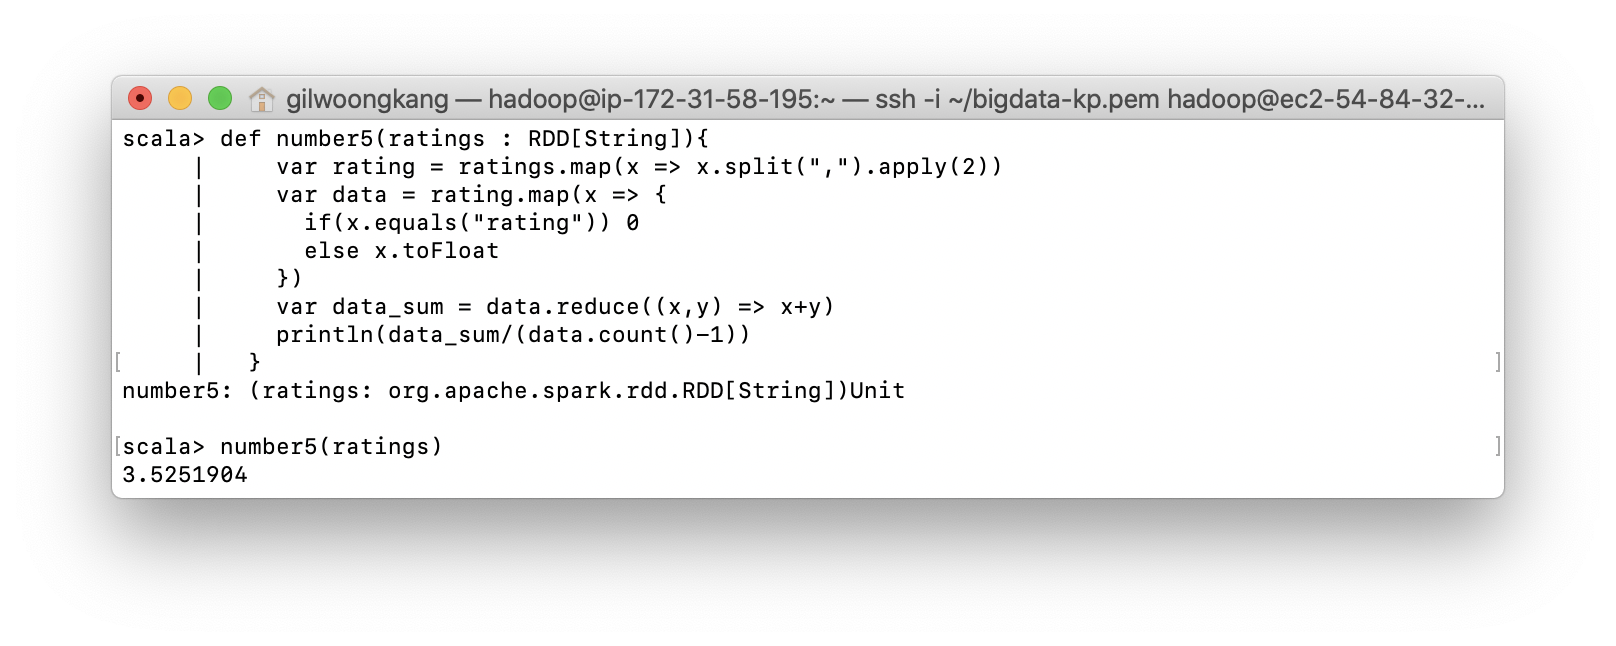 gilwoongkang — hadoop@ip-172-31-58-195:~ — ssh -i ~/bigdata-kp.pem hadoop@ec2-54-84-32-...
scala> def number5(ratings : RDD[String]){
     |     var rating = ratings.map(x => x.split(",").apply(2))
     |     var data = rating.map(x => {
     |       if(x.equals("rating")) 0
     |       else x.toFloat
     |     })
     |     var data_sum = data.reduce((x,y) => x+y)
     |     println(data_sum/(data.count()-1))
[     |   }                                                                                        ]
number5: (ratings: org.apache.spark.rdd.RDD[String])Unit
[scala> number5(ratings)                                                                           ]
3.5251904